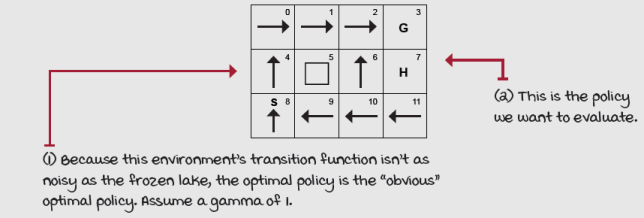 0 1 2 3
G
4 5 6 7
H
S 8 9 10 11
(2) This is the policy
we want to evaluate.
(1) Because this environment's transition function isn't as
noisy as the frozen lake, the optimal policy is the "obvious"
optimal policy. Assume a gamma of 1.